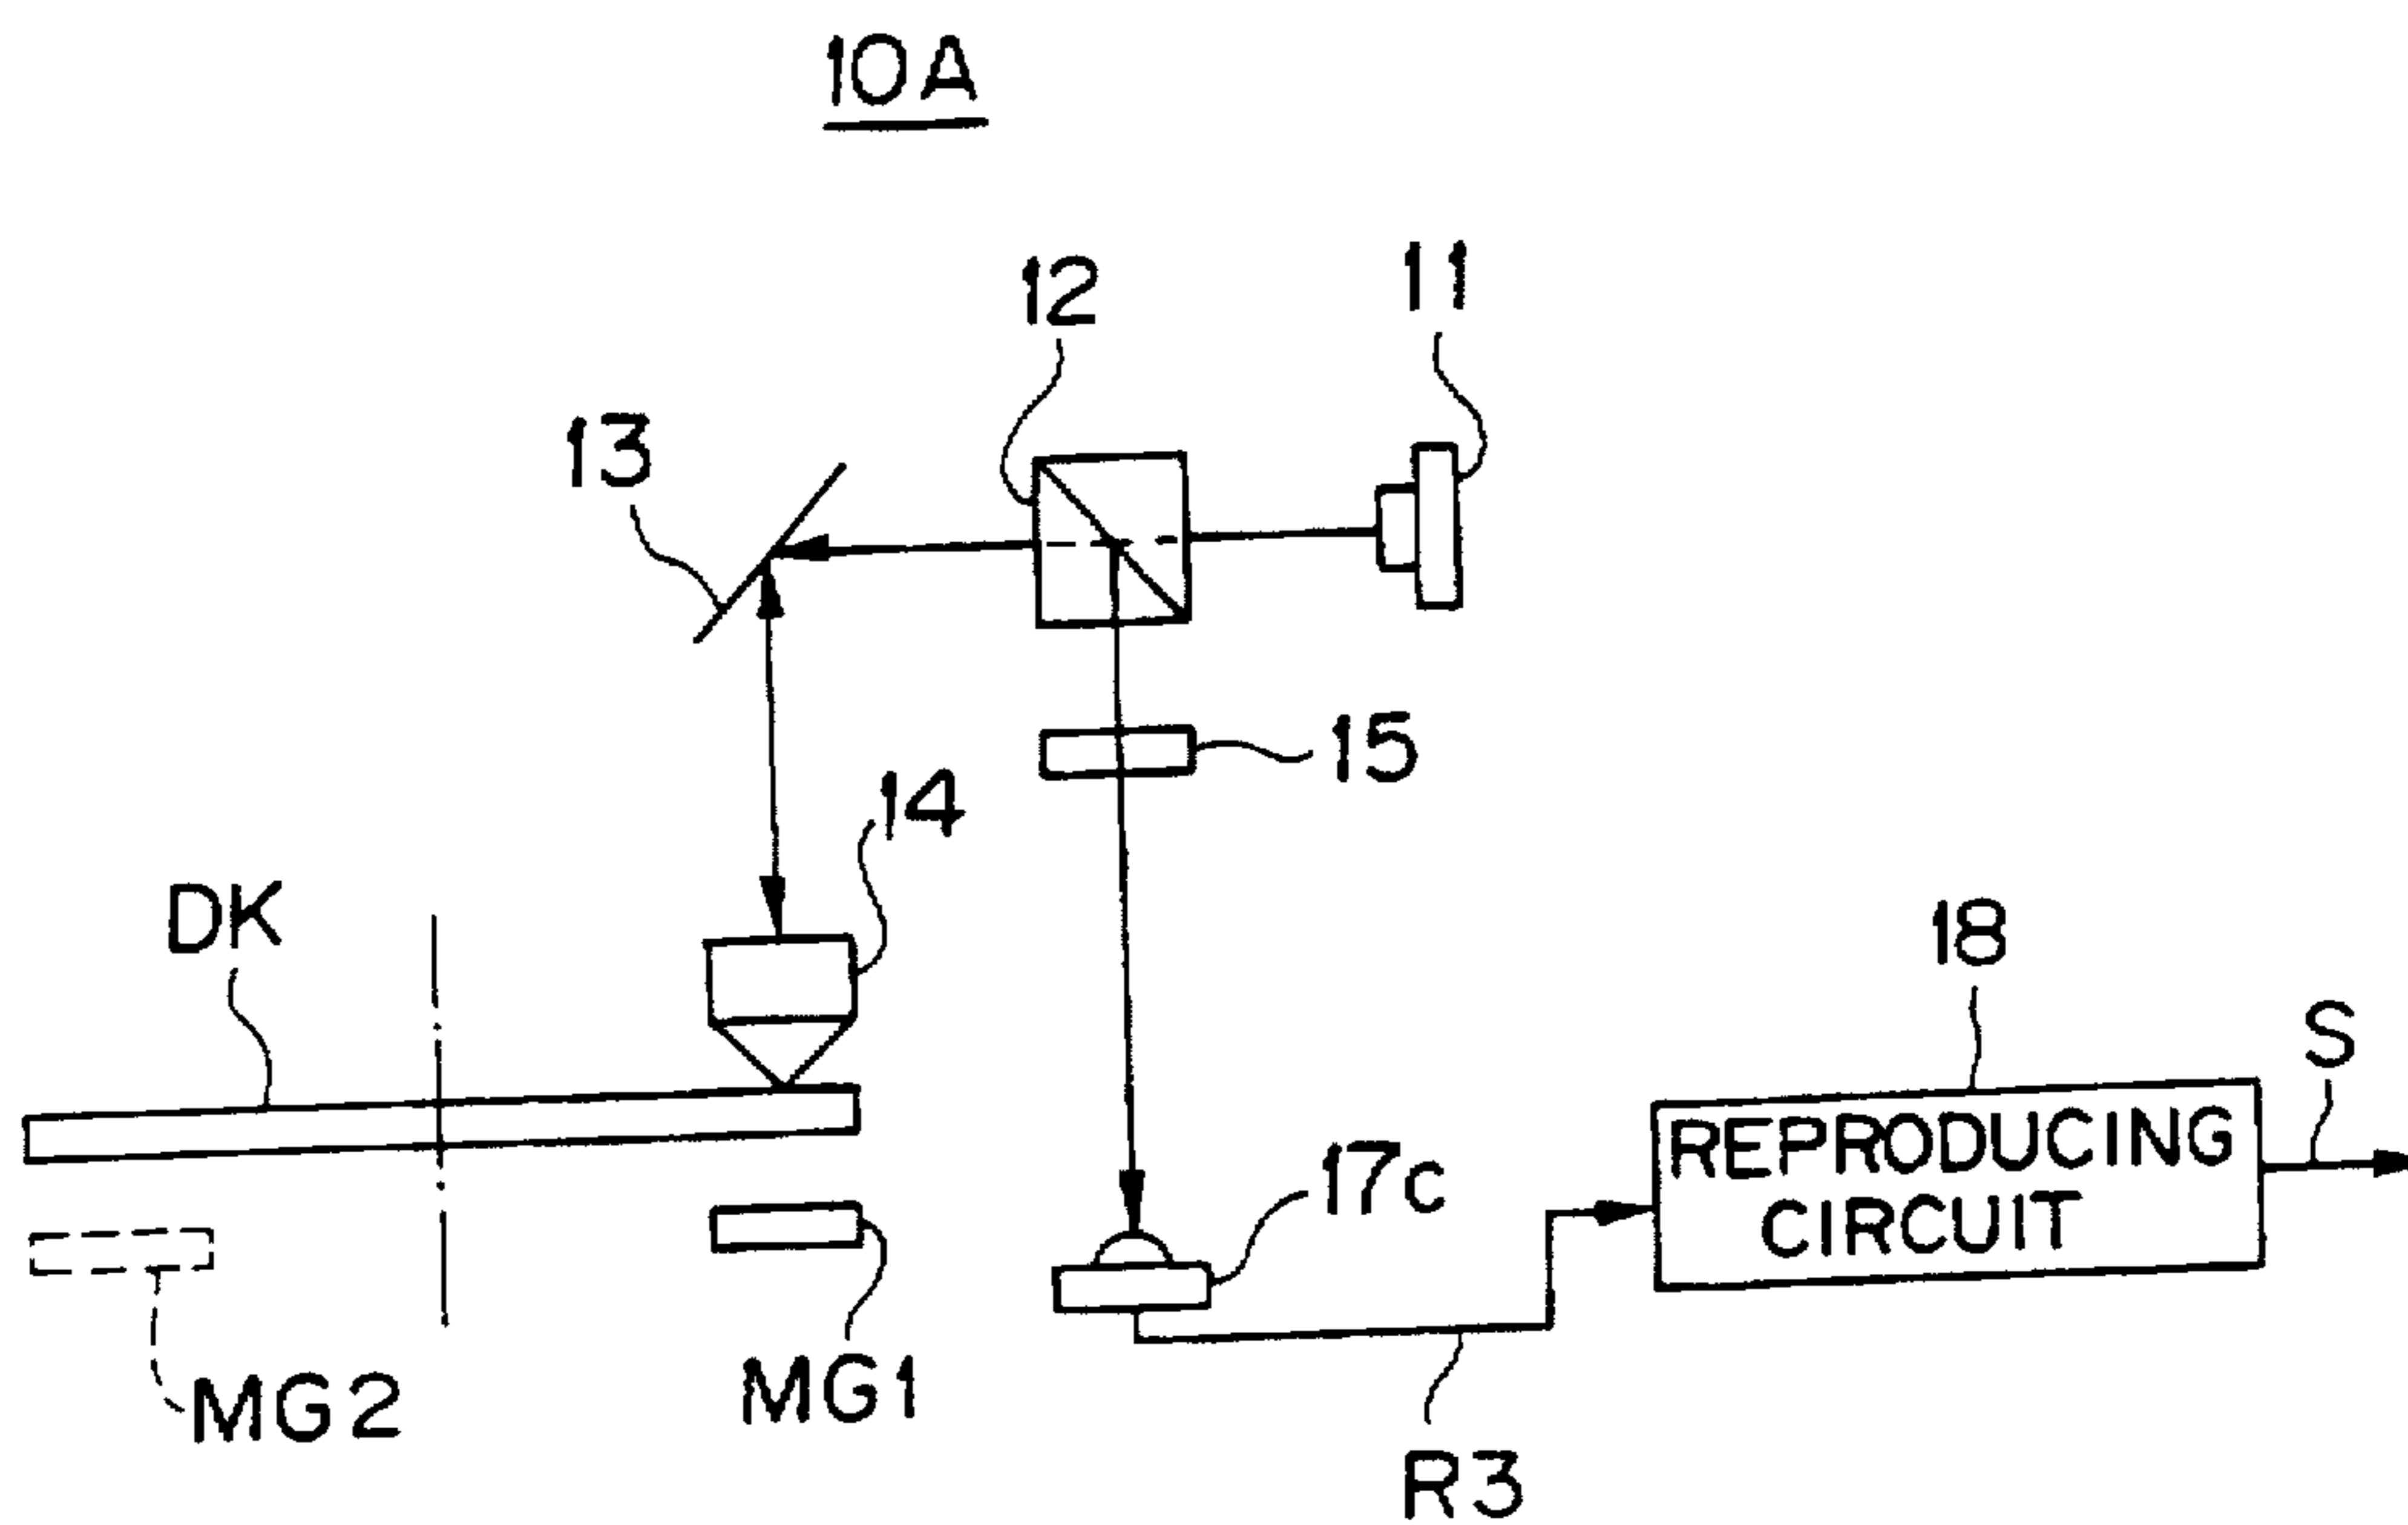 10A
12
11
13
15
14
DK
18
S
REPRODUCING
CIRCUIT
17c
MG2
MG1
R3